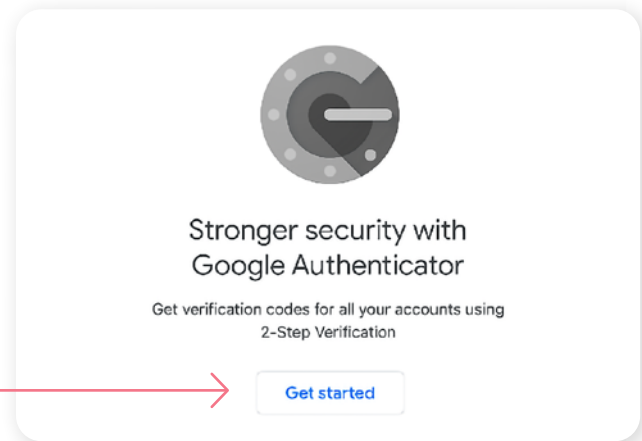 Stronger security with
Google Authenticator
Get verification codes for all your accounts using
2-Step Verification
Get started